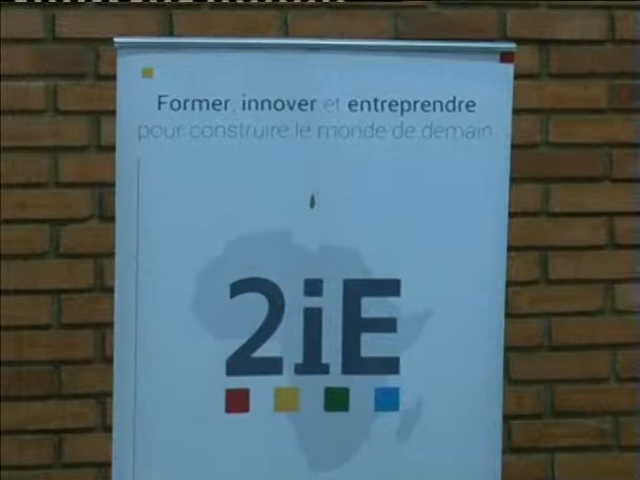 Former, innover et entreprendre
pour construire le monde de demain
2iE